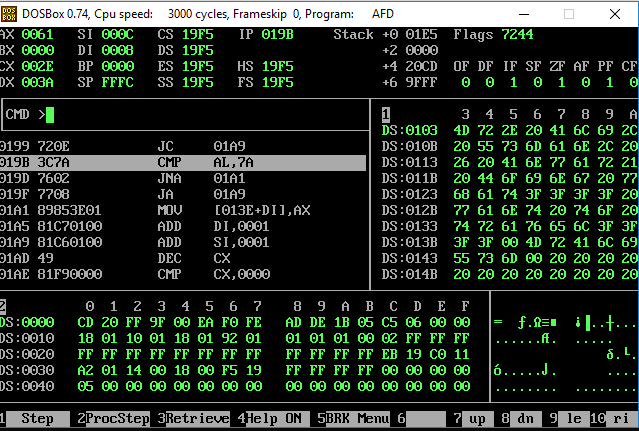 DOSBox 0.74, Cpu speed: 3000 cycles, Frameskip 0, Program: AFD
AX 0061 SI 000C CS 19F5 IP 019B Stack +0 01E5 Flags 7244
BX 0000 DI 0008 DS 19F5 +2 0000
CX 002E BP 0000 ES 19F5 HS 19F5 +4 20CD OF DF IF SF ZF AF PF CF
DX 003A SP FFFC SS 19F5 FS 19F5 +6 9FFF 0 0 1 0 1 0 1 0
CMD >
1 3 4 5 6 7 8 9 A
DS:0103 4D 72 2E 20 41 6C 69 2C
0199 720E JC 01A9 DS:010B 20 55 73 6D 61 6E 2C 20
019B 3C7A CMP AL,7A DS:0113 26 20 41 6E 77 61 72 21
019D 7602 JNA 01A1 DS:011B 20 44 6F 69 6E 67 20 77
019F 7708 JA 01A9 DS:0123 68 61 74 3F 3F 3F 3F 20
01A1 89853E01 MOV [013E+DI],AX DS:012B 77 61 6E 74 20 74 6F 20
01A5 81C70100 ADD DI,0001 DS:0133 74 72 61 76 65 6C 3F 3F
01A9 81C60100 ADD SI,0001 DS:013B 3F 3F 00 4D 72 41 6C 69
01AD 49 DEC CX DS:0143 55 73 6D 00 20 20 20 20
01AE 81F90000 CMP CX,0000 DS:014B 20 20 20 20 20 20 20 20
2 0 1 2 3 4 5 6 7 8 9 A B C D E F
DS:0000 CD 20 FF 9F 00 EA F0 FE AD DE 1B 05 C5 06 00 00 = ƒ.Ω≡■ ¡▐..┼...
DS:0010 18 01 10 01 18 01 92 01 01 01 01 00 02 FF FF FF ......Æ. .....
DS:0020 FF FF FF FF FF FF FF FF FF FF FF FF EB 19 C0 11 δ.└.
DS:0030 A2 01 14 00 18 00 F5 19 FF FF FF FF 00 00 00 00 ó.....⌡. ....
DS:0040 05 00 00 00 00 00 00 00 00 00 00 00 00 00 00 00 ........ ........
1 Step 2ProcStep 3Retrieve 4Help ON 5BRK Menu 6 7 up 8 dn 9 le 10 ri